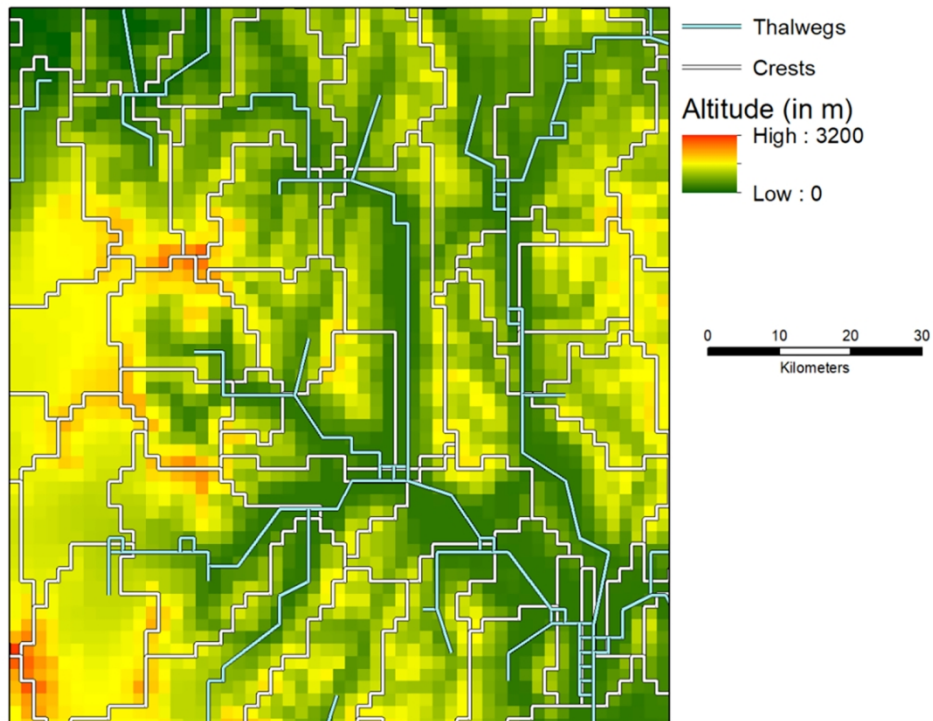 Thalwegs
Crests
Altitude (in m)
High : 3200
Low : 0
0 10 20 30
Kilometers